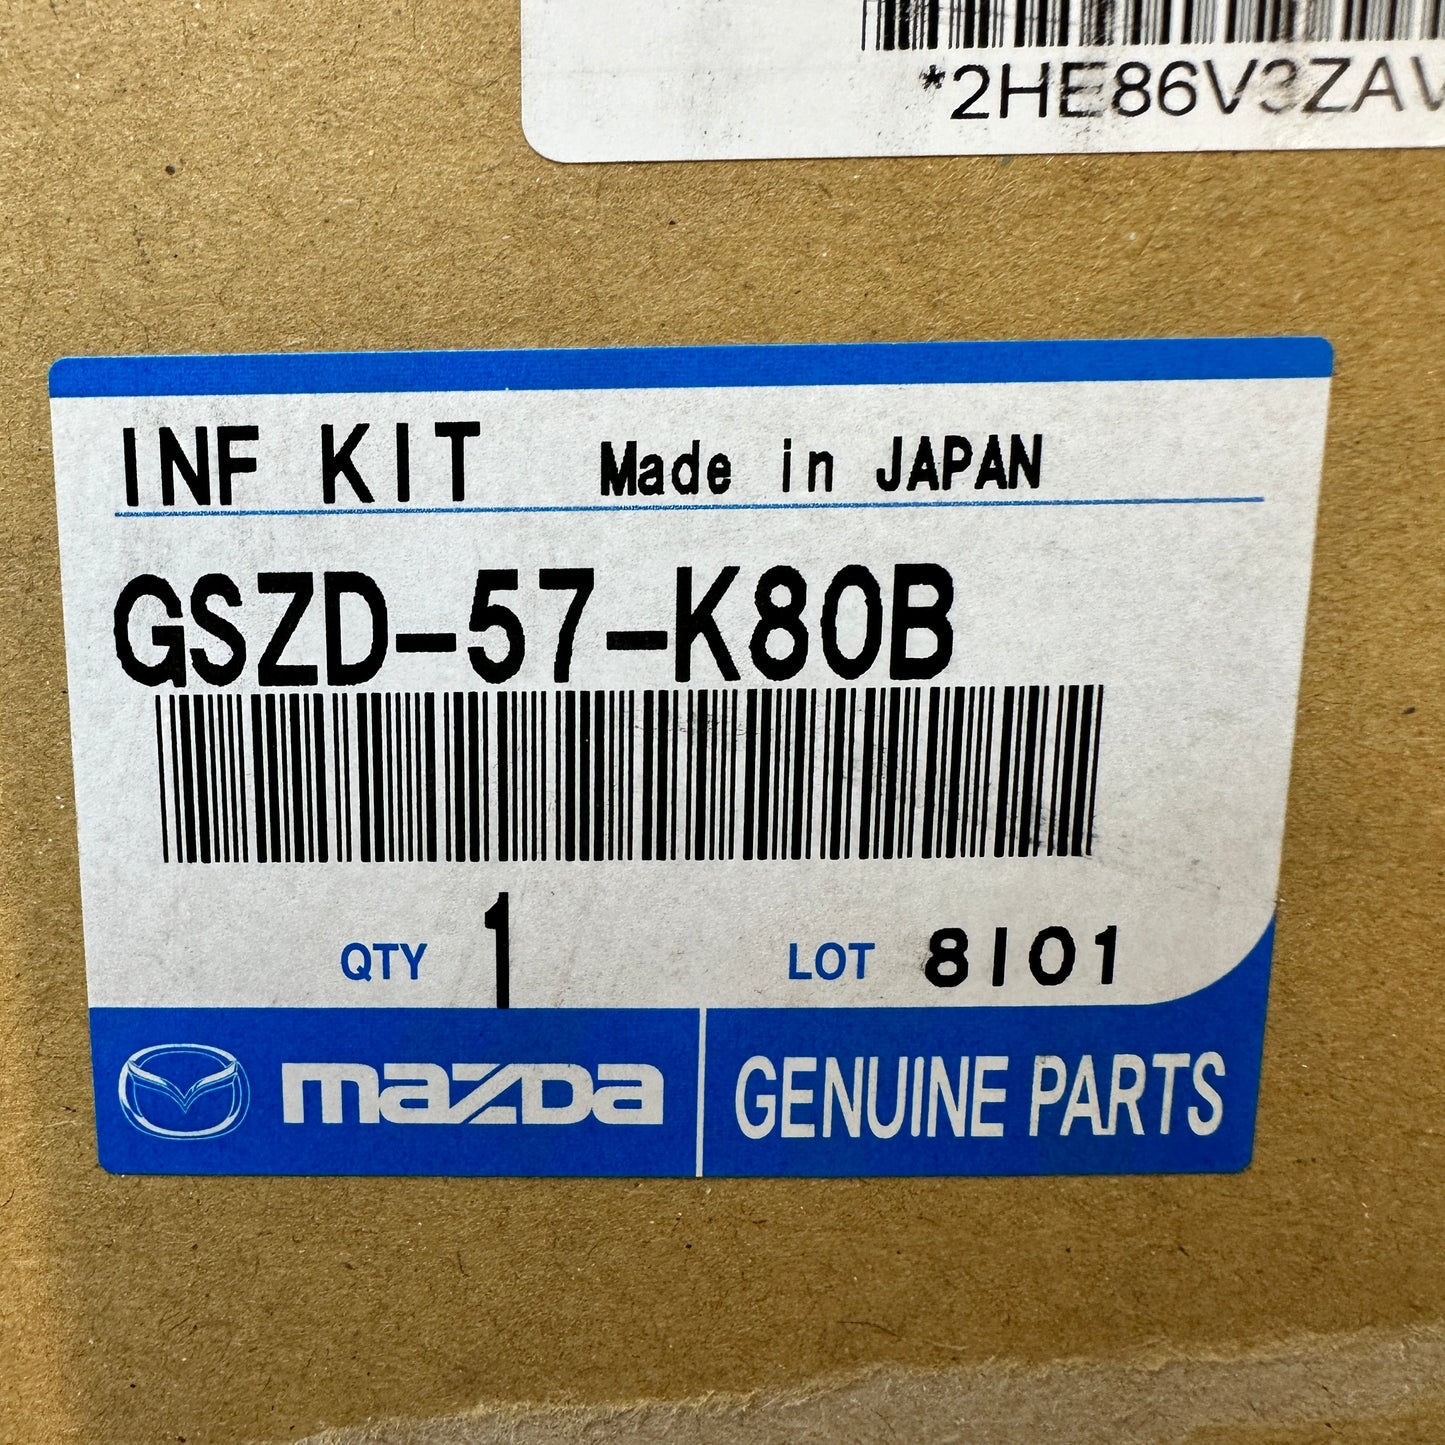 *2HE86V3ZAV
INF KIT Made in JAPAN
GSZD-57-K80B
QTY 1 LOT 8101
mazda GENUINE PARTS